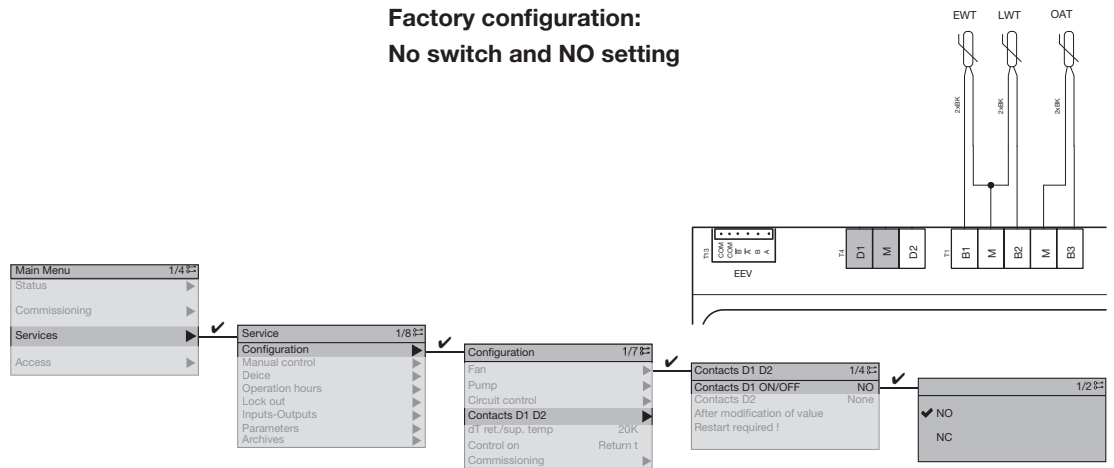 Factory configuration:
No switch and NO setting
EWT LWT OAT
2xBK 2xBK 2xBK
T13
COM
COM
B
A
B
A
EEV
T4
D1 M D2
T1
B1 M B2 M B3
Main Menu 1/4
Status
Commissioning
Services
Access
Service 1/8
Configuration
Manual control
Deice
Operation hours
Lock out
Inputs-Outputs
Parameters
Archives
Configuration 1/7
Fan
Pump
Circuit control
Contacts D1 D2
dT ret./sup. temp 20K
Control on Return t
Commissioning
Contacts D1 D2 1/4
Contacts D1 ON/OFF NO
Contacts D2 None
After modification of value
Restart required !
1/2
✔ NO
NC